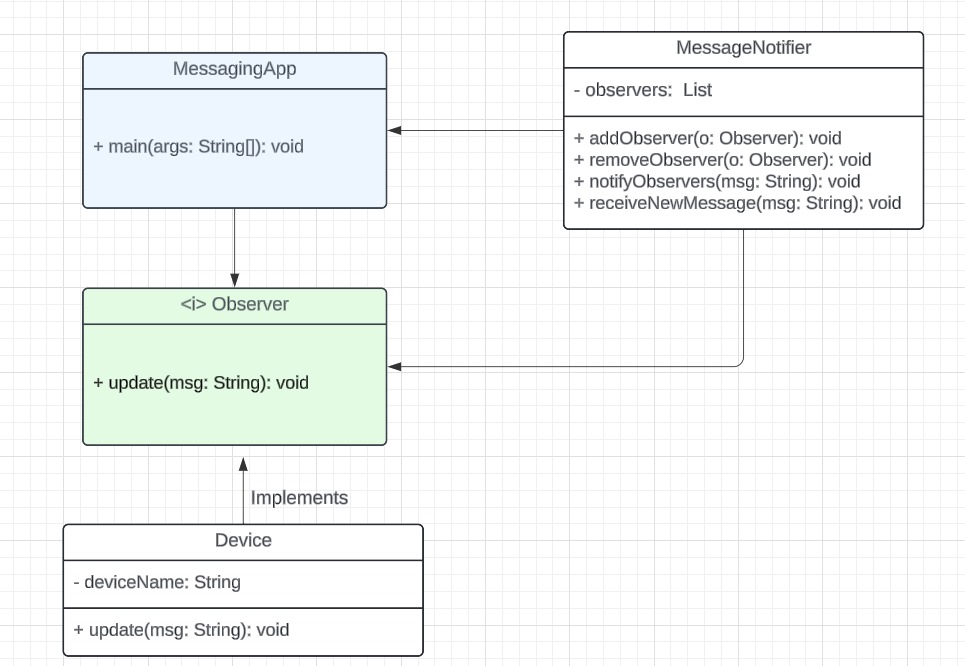 MessagingApp
+ main(args: String[]): void
MessageNotifier
- observers:  List
+ addObserver(o: Observer): void
+ removeObserver(o: Observer): void
+ notifyObservers(msg: String): void
+ receiveNewMessage(msg: String): void
<i> Observer
+ update(msg: String): void
Implements
Device
- deviceName: String
+ update(msg: String): void